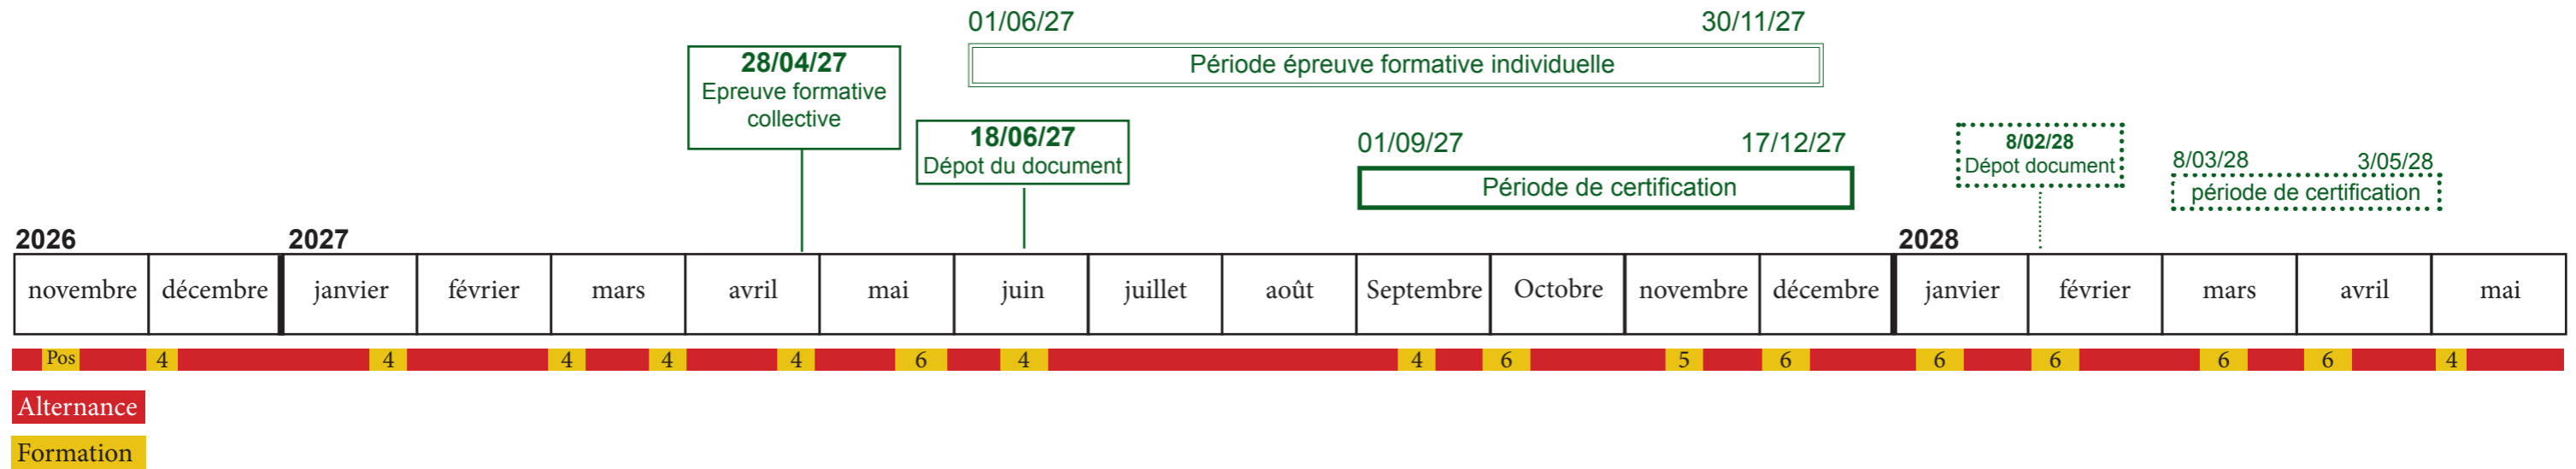 01/06/27 30/11/27
Période épreuve formative individuelle
28/04/27
Epreuve formative
collective
18/06/27
Dépot du document
01/09/27 17/12/27
Période de certification
8/02/28
Dépot document
8/03/28 3/05/28
période de certification
2026 2027 2028
novembre décembre janvier février mars avril mai juin juillet août Septembre Octobre novembre décembre janvier février mars avril mai
Pos 4 4 4 4 4 6 4 4 6 5 6 6 6 6 6 4
Alternance
Formation